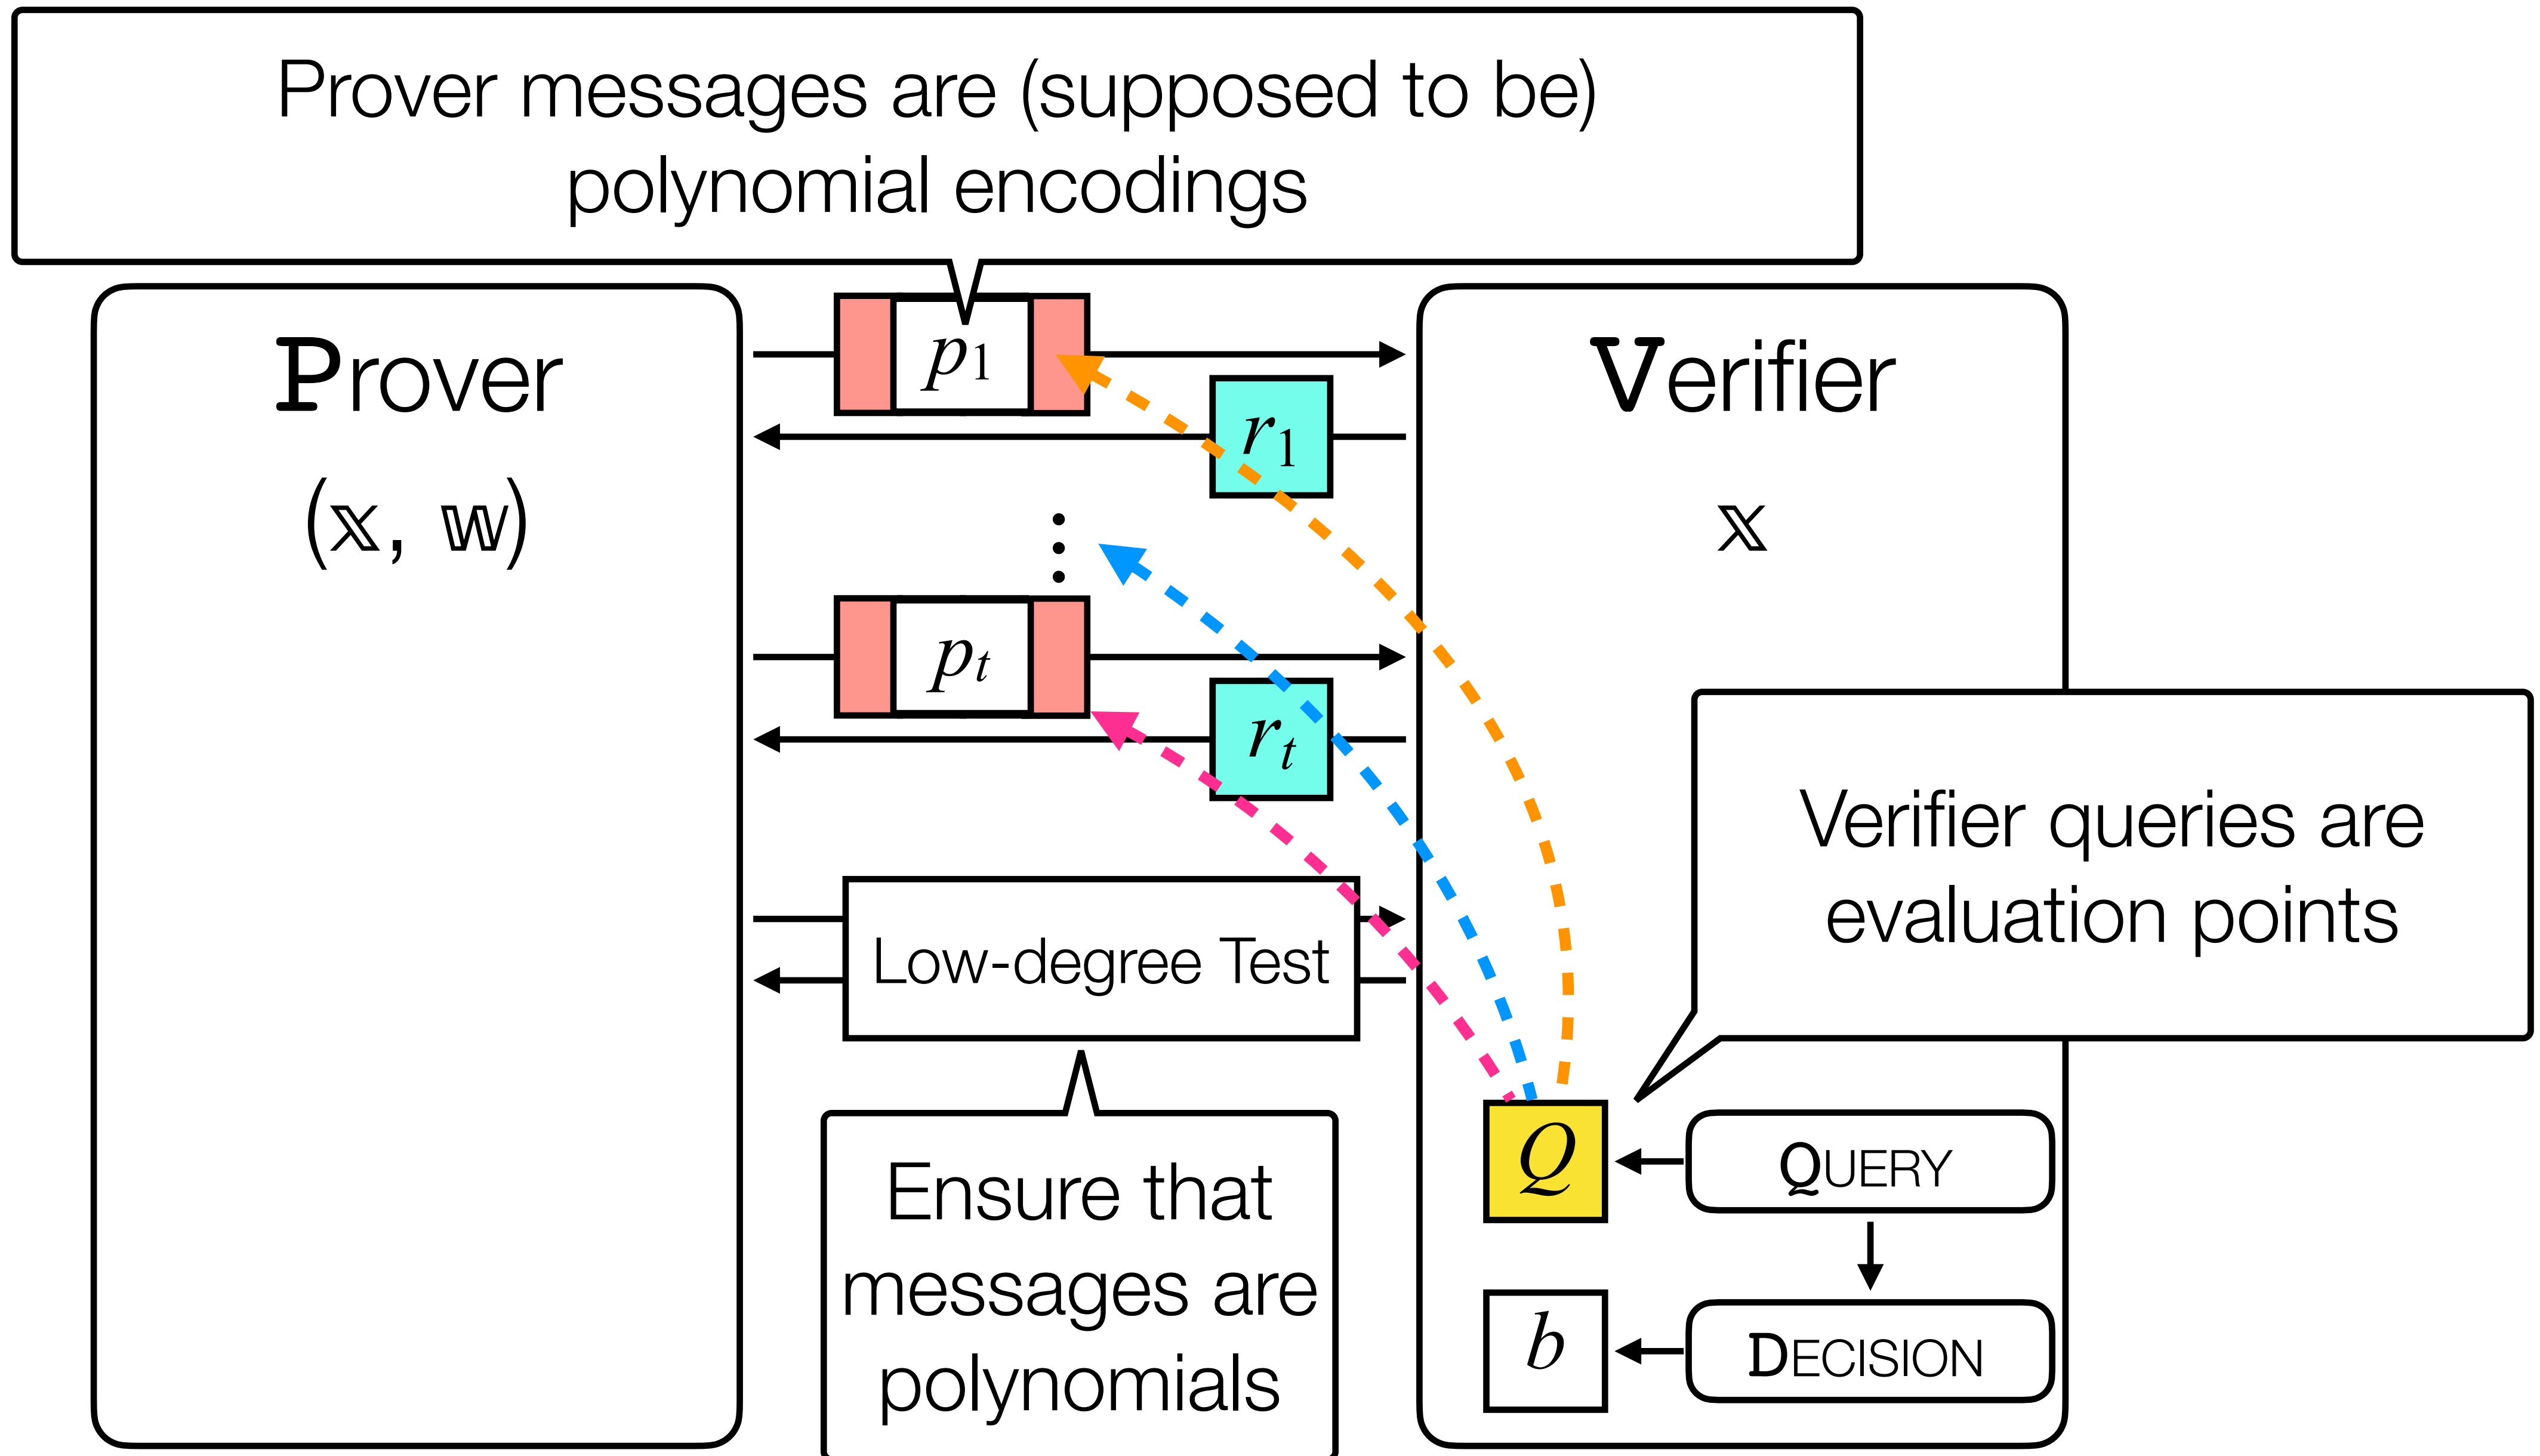 Prover messages are (supposed to be)
polynomial encodings
Prover
(𝕩, 𝕨)
p1
r1
⋮
pt
rt
Low-degree Test
Ensure that
messages are
polynomials
Verifier
𝕩
Verifier queries are
evaluation points
Q
QUERY
b
DECISION